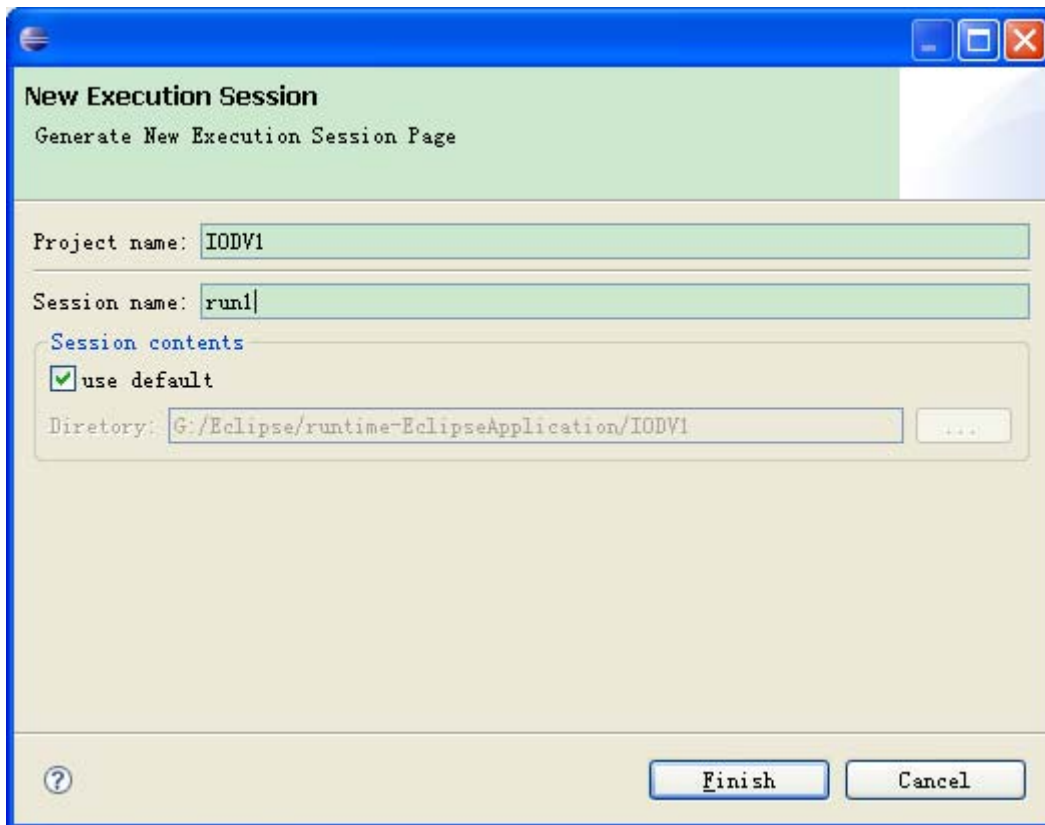 New Execution Session
Generate New Execution Session Page
Project name: IODV1
Session name: run1
Session contents
use default
Diretory: G:/Eclipse/runtime-EclipseApplication/IODV1 ...
? Finish Cancel